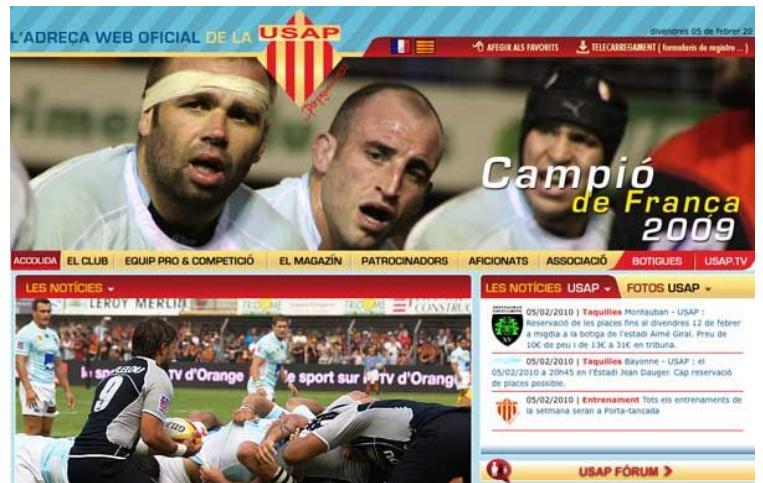 L'ADREÇA WEB OFICIAL DE LA USAP
Perpignan
divendres 05 de febrer 20
AFEGIR ALS FAVORITS
TELECARREGAMENT ( formularis de registre ... )
Campió
de França
2009
ACCOLIDA EL CLUB EQUIP PRO & COMPETICIÓ EL MAGAZÍN PATROCINADORS AFICIONATS ASSOCIACIÓ BOTIGUES USAP.TV
LES NOTÍCIES
LEROY MERLIN
TV d'Orange
le sport sur la TV d'Orange
9
LES NOTÍCIES USAP
FOTOS USAP
05/02/2010 | Taquilles Montauban - USAP :
Reservació de les places fins al divendres 12 de febrer
a migdia a la botiga de l'estadi Aimé Giral. Preu de
10€ de peu i de 13€ a 31€ en tribuna.
05/02/2010 | Taquilles Bayonne - USAP : el
05/02/2010 a 20h45 en l'Estadi Jean Dauger. Cap reservació
de places possible.
05/02/2010 | Entrenament Tots els entrenaments de
la setmana seran a Porta-tancada
USAP FÒRUM